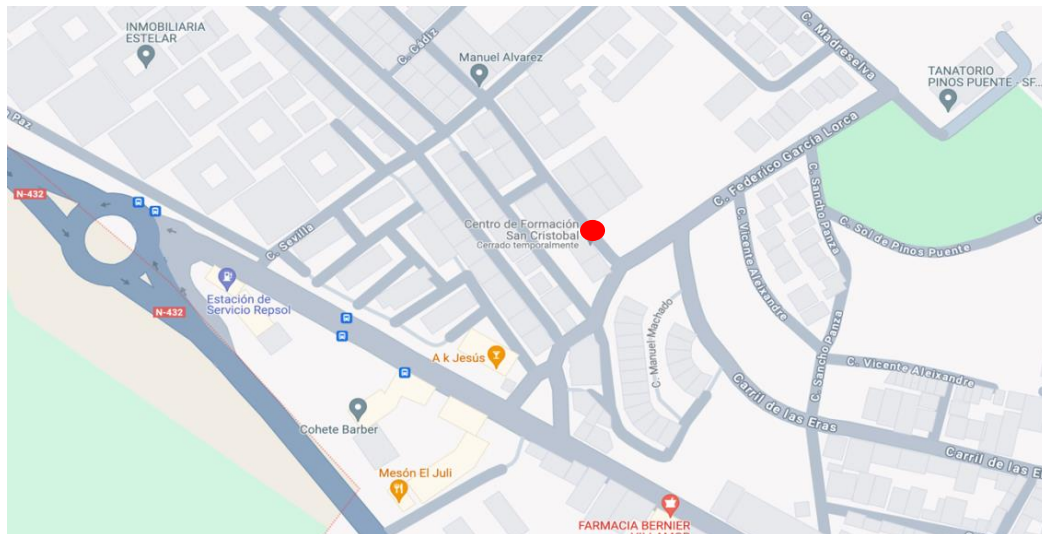 INMOBILIARIA
ESTELAR
C. Cádiz
Manuel Alvarez
C. Madreselva
TANATORIO
PINOS PUENTE - SF...
Paz
N-432
C. Federico García Lorca
C. Sancho Panza
C. Sol de Pinos Puente
C. Vicente Aleixandre
Centro de Formación
San Cristobal
Cerrado temporalmente
C. Sevilla
Estación de
Servicio Repsol
N-432
C. Manuel Machado
C. Sancho Panza
A k Jesús
C. Vicente Aleixandre
Carril de las Eras
Cohete Barber
Carril de las E
Mesón El Juli
FARMACIA BERNIER